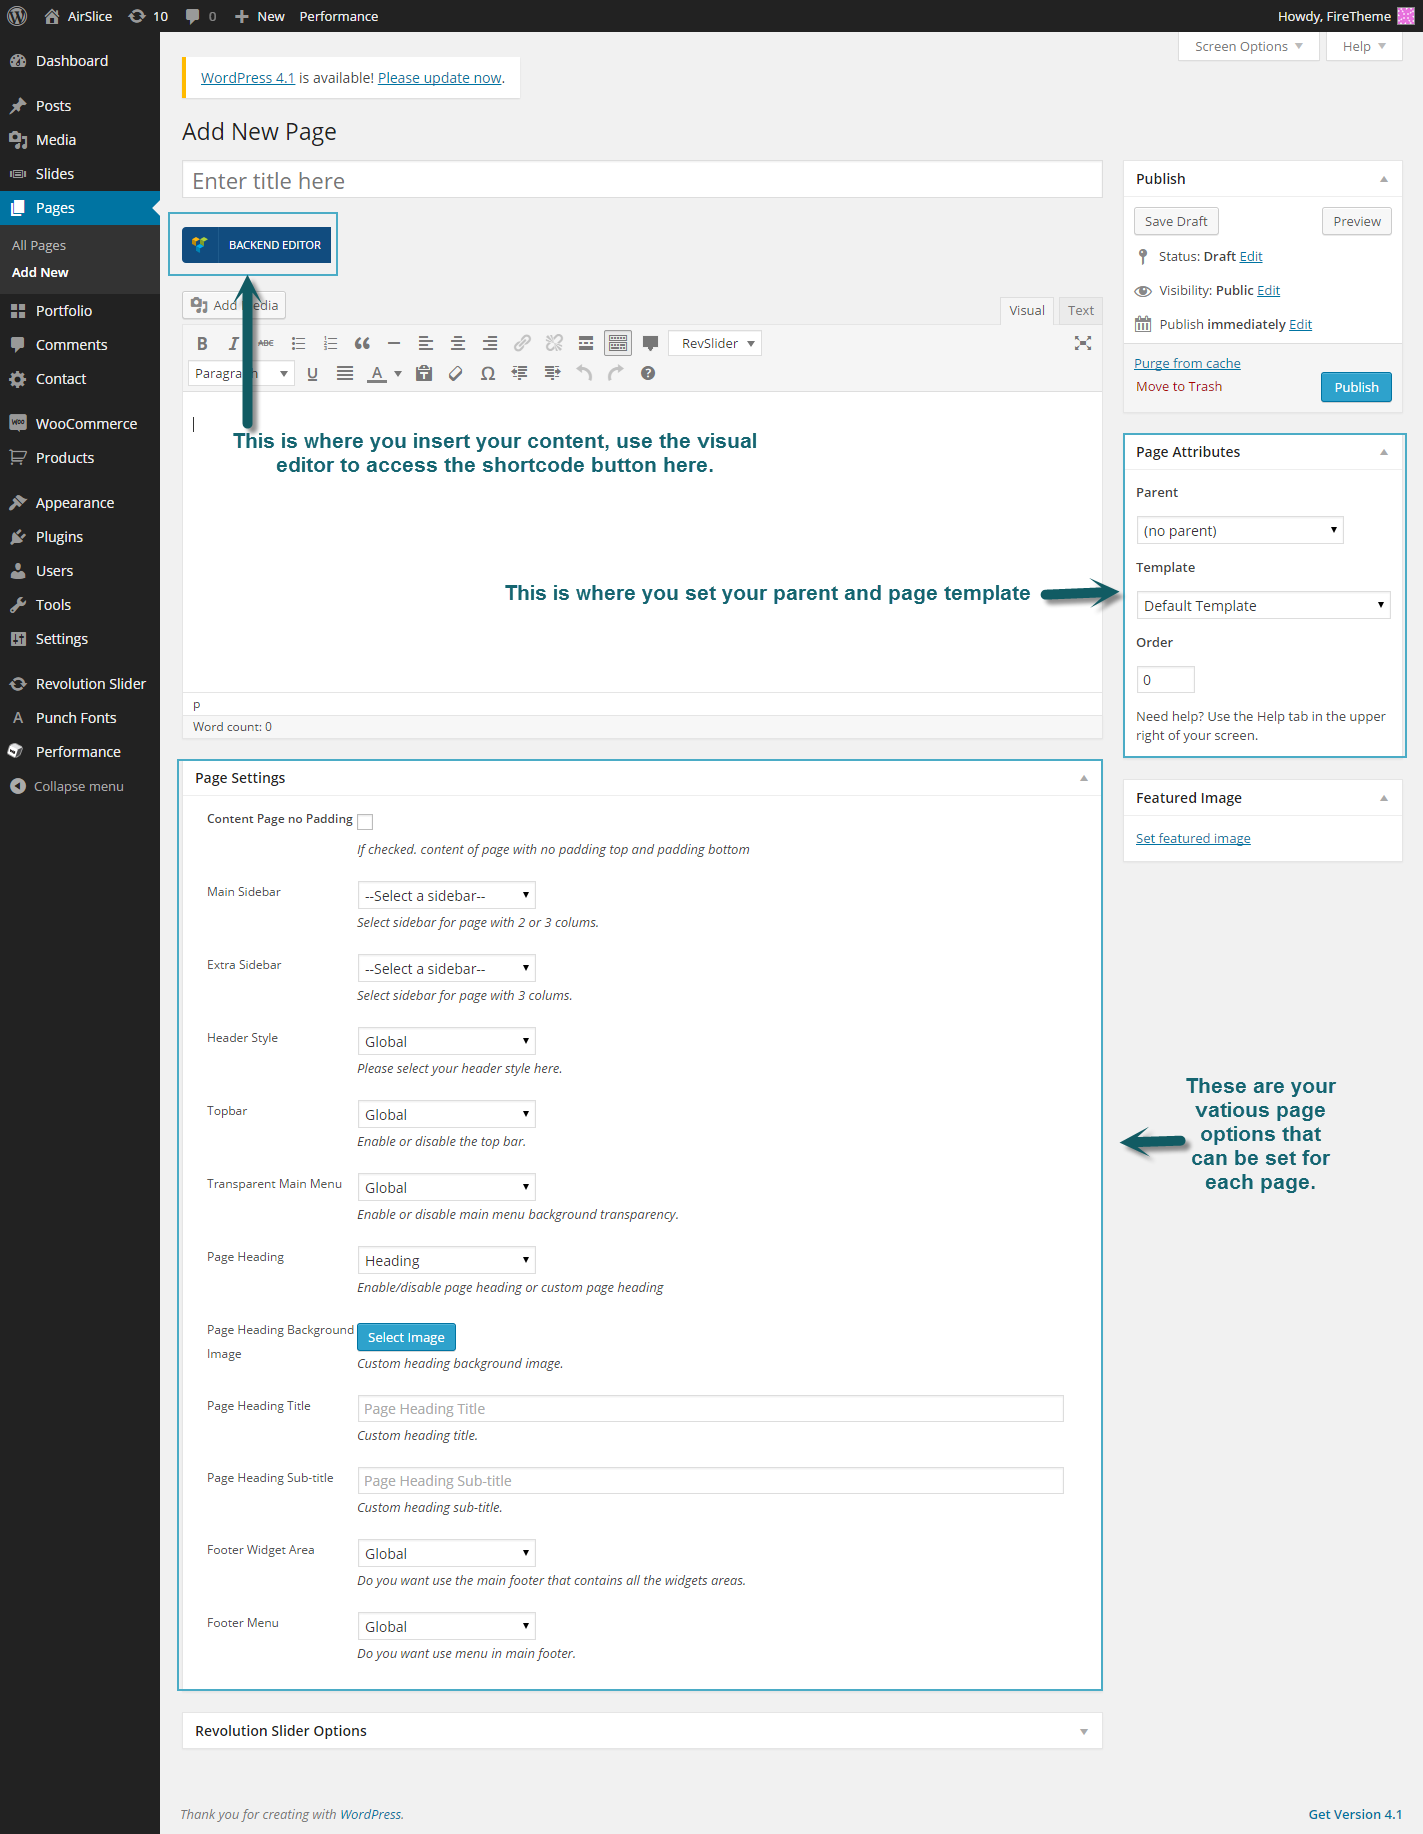 AirSlice 10 0 New Performance Howdy, FireTheme
Screen Options Help
Dashboard
Posts
Media
Slides
Pages
All Pages
Add New
Portfolio
Comments
Contact
WooCommerce
Products
Appearance
Plugins
Users
Tools
Settings
Revolution Slider
Punch Fonts
Performance
Collapse menu
WordPress 4.1 is available! Please update now.
Add New Page
Enter title here
BACKEND EDITOR
Add Media
Visual Text
B I ABC RevSlider
Paragraph U A T Ω ?
This is where you insert your content, use the visual
editor to access the shortcode button here.
This is where you set your parent and page template
p
Word count: 0
Publish
Save Draft Preview
Status: Draft Edit
Visibility: Public Edit
Publish immediately Edit
Purge from cache
Move to Trash
Publish
Page Attributes
Parent
(no parent)
Template
Default Template
Order
0
Need help? Use the Help tab in the upper
right of your screen.
Featured Image
Set featured image
Page Settings
Content Page no Padding
If checked. content of page with no padding top and padding bottom
Main Sidebar
--Select a sidebar--
Select sidebar for page with 2 or 3 colums.
Extra Sidebar
--Select a sidebar--
Select sidebar for page with 3 colums.
Header Style
Global
Please select your header style here.
Topbar
Global
Enable or disable the top bar.
Transparent Main Menu
Global
Enable or disable main menu background transparency.
Page Heading
Heading
Enable/disable page heading or custom page heading
Page Heading Background
Image
Select Image
Custom heading background image.
Page Heading Title
Page Heading Title
Custom heading title.
Page Heading Sub-title
Page Heading Sub-title
Custom heading sub-title.
Footer Widget Area
Global
Do you want use the main footer that contains all the widgets areas.
Footer Menu
Global
Do you want use menu in main footer.
These are your
vatious page
options that
can be set for
each page.
Revolution Slider Options
Thank you for creating with WordPress.
Get Version 4.1